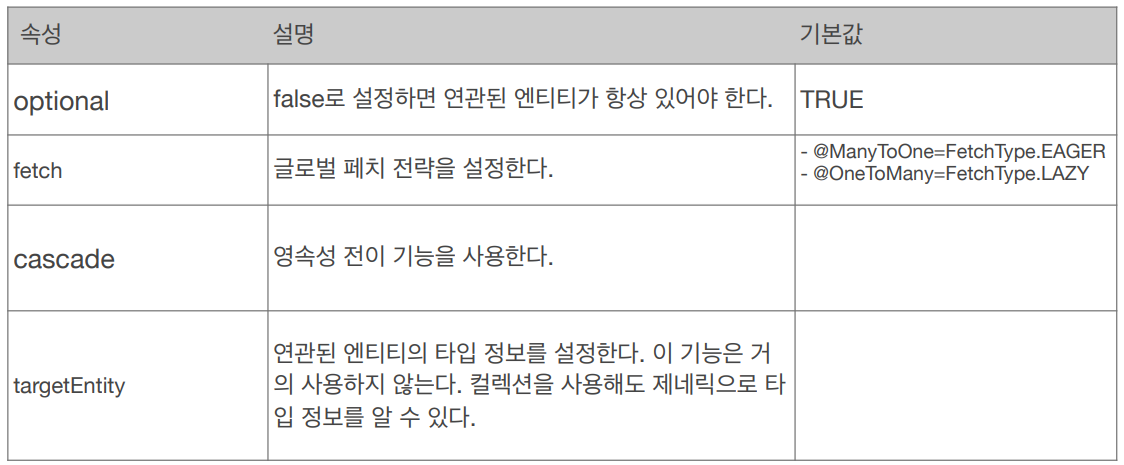 속성 설명 기본값
optional false로 설정하면 연관된 엔티티가 항상 있어야 한다. TRUE
fetch 글로벌 페치 전략을 설정한다. - @ManyToOne=FetchType.EAGER
- @OneToMany=FetchType.LAZY
cascade 영속성 전이 기능을 사용한다.
targetEntity 연관된 엔티티의 타입 정보를 설정한다. 이 기능은 거
의 사용하지 않는다. 컬렉션을 사용해도 제네릭으로 타
입 정보를 알 수 있다.